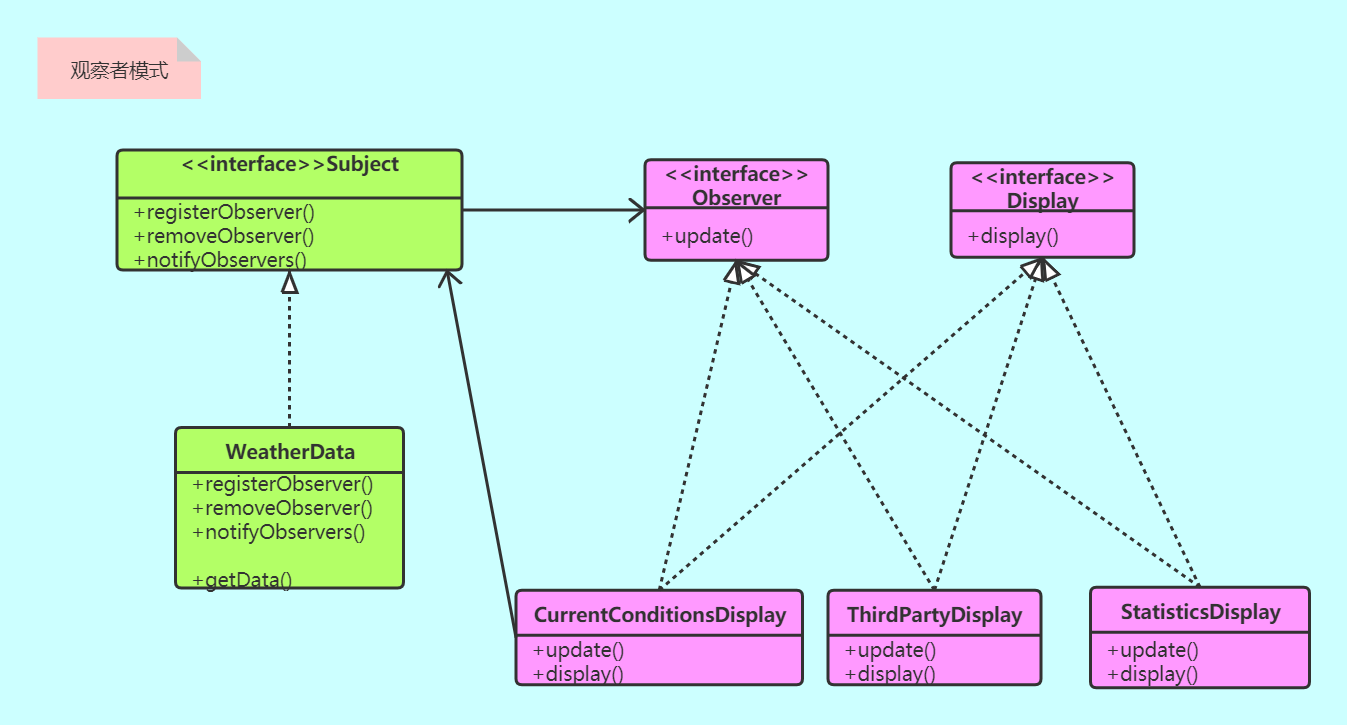 观察者模式
<<interface>>Subject
+registerObserver()
+removeObserver()
+notifyObservers()
<<interface>>
Observer
+update()
<<interface>>
Display
+display()
WeatherData
+registerObserver()
+removeObserver()
+notifyObservers()
+getData()
CurrentConditionsDisplay
+update()
+display()
ThirdPartyDisplay
+update()
+display()
StatisticsDisplay
+update()
+display()